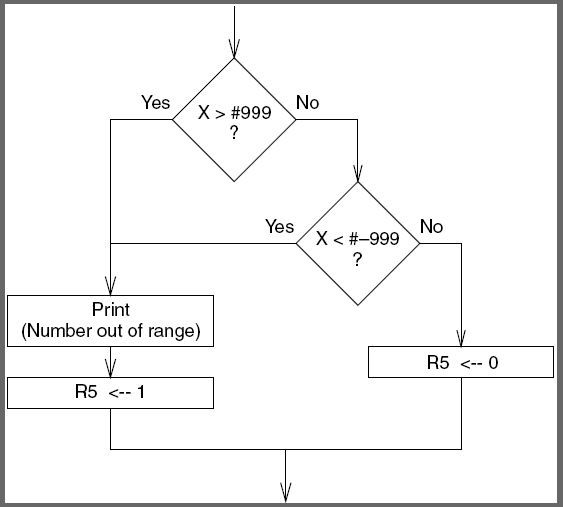 Yes
No
X > #999
?
Yes
No
X < #–999
?
Print
(Number out of range)
R5 <-- 0
R5 <-- 1